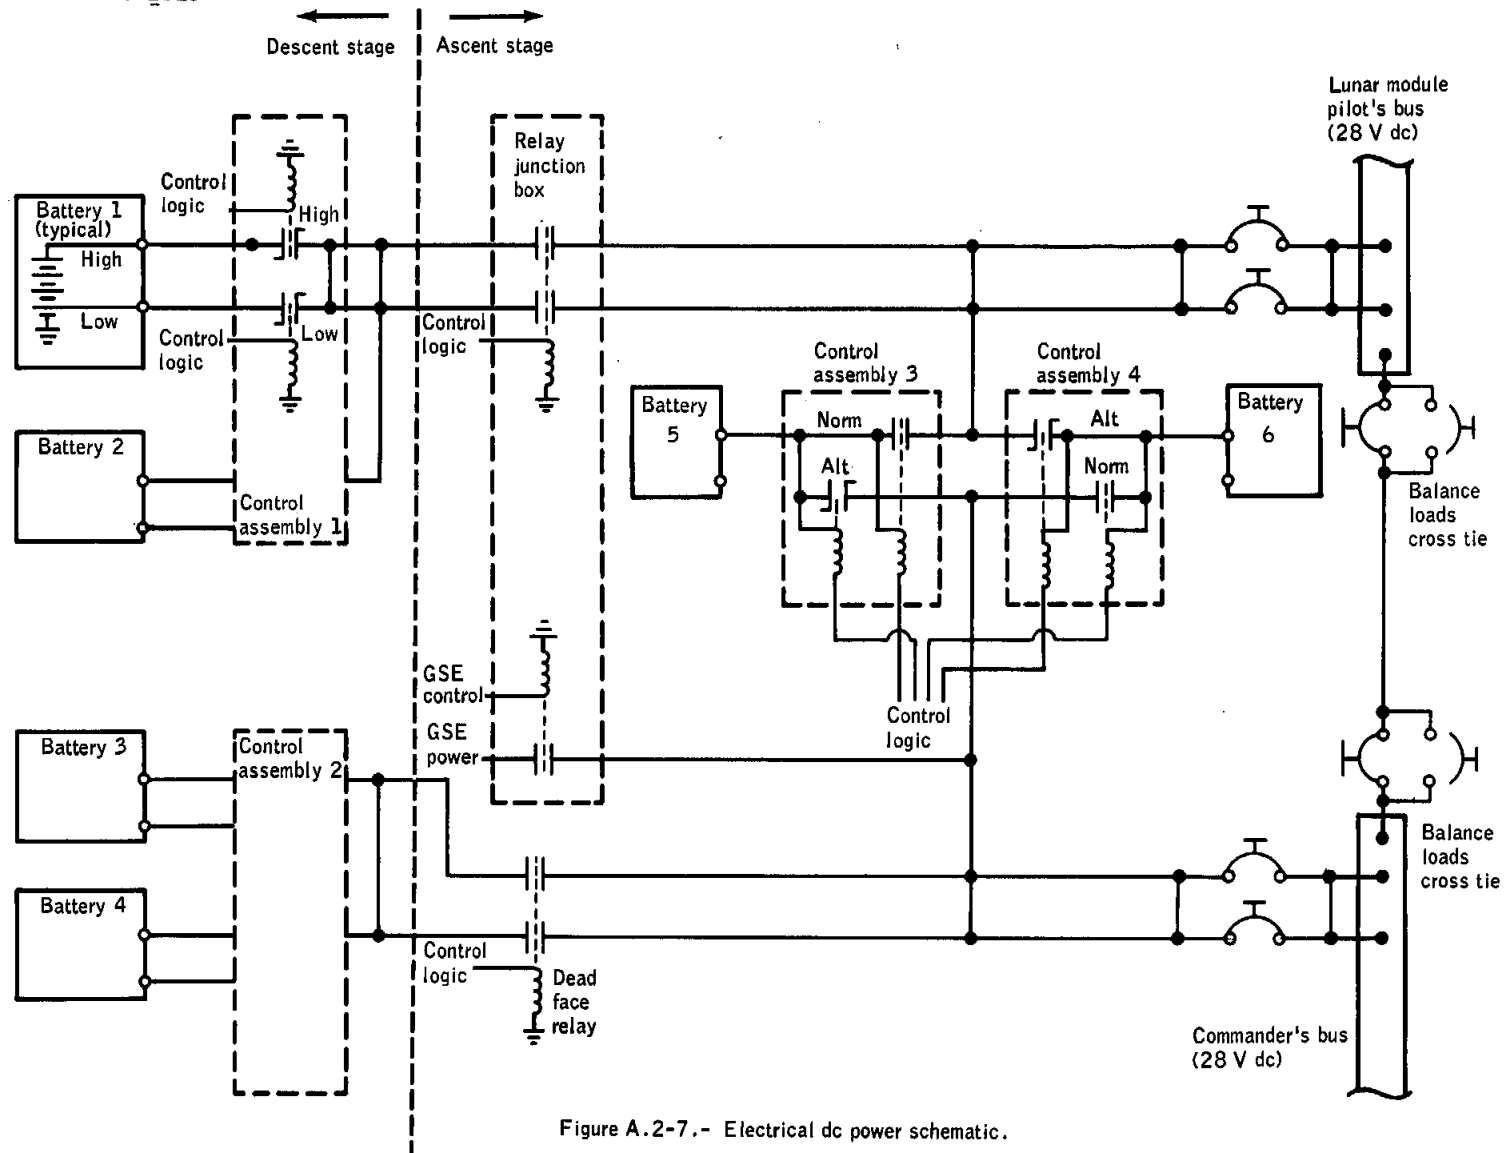 Descent stage
Ascent stage
Lunar module
pilot's bus
(28 V dc)
Relay
junction
box
Control
logic
High
Battery 1
(typical)
High
Low
Control
logic
Low
Control
logic
Control
assembly 3
Control
assembly 4
Battery
5
Norm
Alt
Alt
Norm
Battery
6
Battery 2
Control
assembly 1
Balance
loads
cross tie
GSE
control
GSE
power
Control
logic
Battery 3
Control
assembly 2
Balance
loads
cross tie
Battery 4
Control
logic
Dead
face
relay
Commander's bus
(28 V dc)
Figure A.2-7.- Electrical dc power schematic.